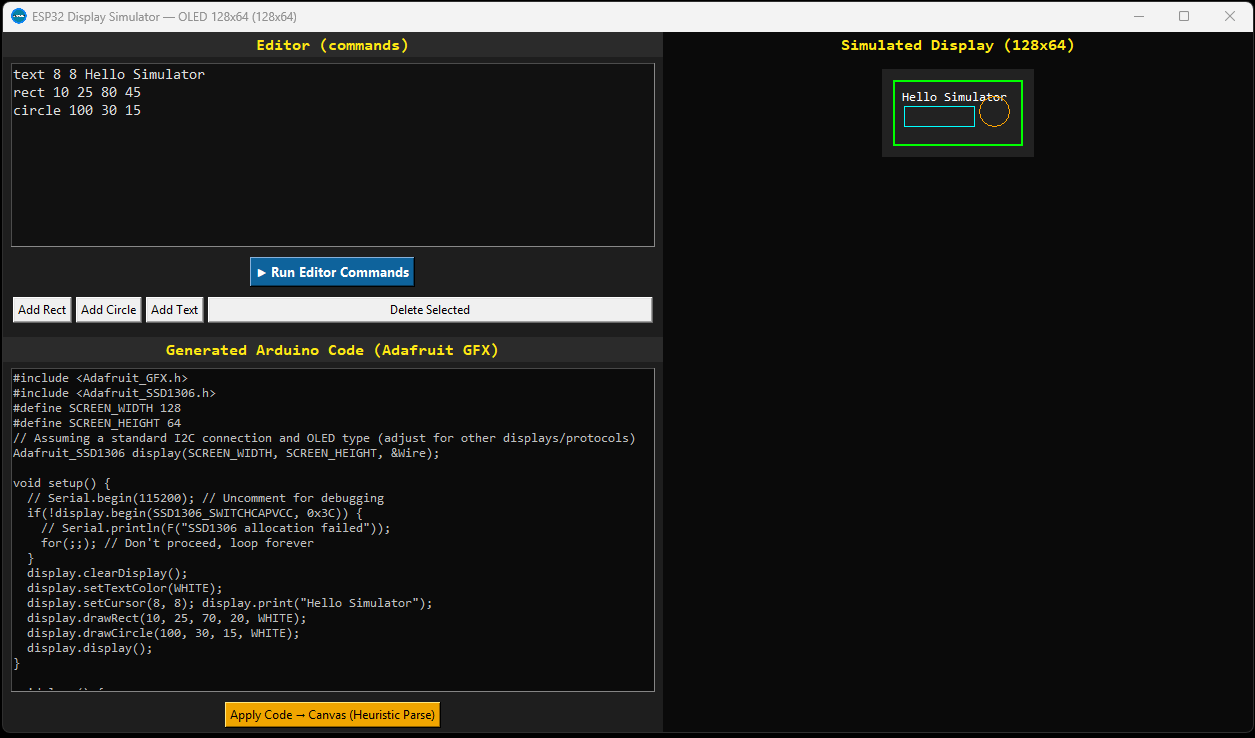 ESP32 Display Simulator — OLED 128x64 (128x64)
Editor (commands)
text 8 8 Hello Simulator
rect 10 25 80 45
circle 100 30 15
► Run Editor Commands
Add Rect
Add Circle
Add Text
Delete Selected
Generated Arduino Code (Adafruit GFX)
#include <Adafruit_GFX.h>
#include <Adafruit_SSD1306.h>
#define SCREEN_WIDTH 128
#define SCREEN_HEIGHT 64
// Assuming a standard I2C connection and OLED type (adjust for other displays/protocols)
Adafruit_SSD1306 display(SCREEN_WIDTH, SCREEN_HEIGHT, &Wire);
void setup() {
  // Serial.begin(115200); // Uncomment for debugging
  if(!display.begin(SSD1306_SWITCHCAPVCC, 0x3C)) {
    // Serial.println(F("SSD1306 allocation failed"));
    for(;;); // Don't proceed, loop forever
  }
  display.clearDisplay();
  display.setTextColor(WHITE);
  display.setCursor(8, 8); display.print("Hello Simulator");
  display.drawRect(10, 25, 70, 20, WHITE);
  display.drawCircle(100, 30, 15, WHITE);
  display.display();
}
Apply Code → Canvas (Heuristic Parse)
Simulated Display (128x64)
Hello Simulator